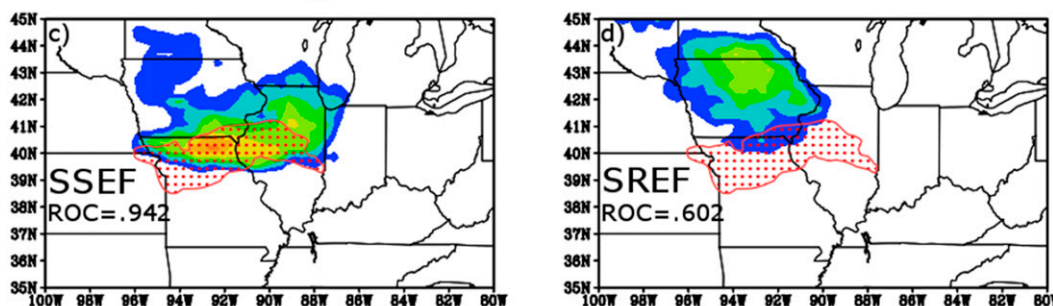 45N
c)
44N
43N
42N
41N
40N
39N
38N
37N
36N
35N
SSEF
ROC=.942
100W 98W 96W 94W 92W 90W 88W 86W 84W 82W 80W
45N
d)
44N
43N
42N
41N
40N
39N
38N
37N
36N
35N
SREF
ROC=.602
100W 98W 96W 94W 92W 90W 88W 86W 84W 82W 80W